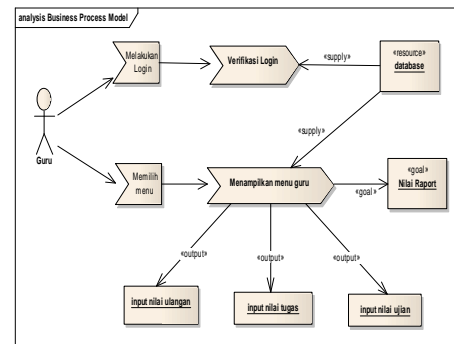 analysis Business Process Model
Melakukan
Login
Verifikasi Login
«supply»
«resource»
database
«supply»
Guru
Memilih
menu
Menampilkan menu guru
«goal»
«goal»
Nilai Raport
«output»
«output»
«output»
input nilai ulangan
input nilai tugas
input nilai ujian